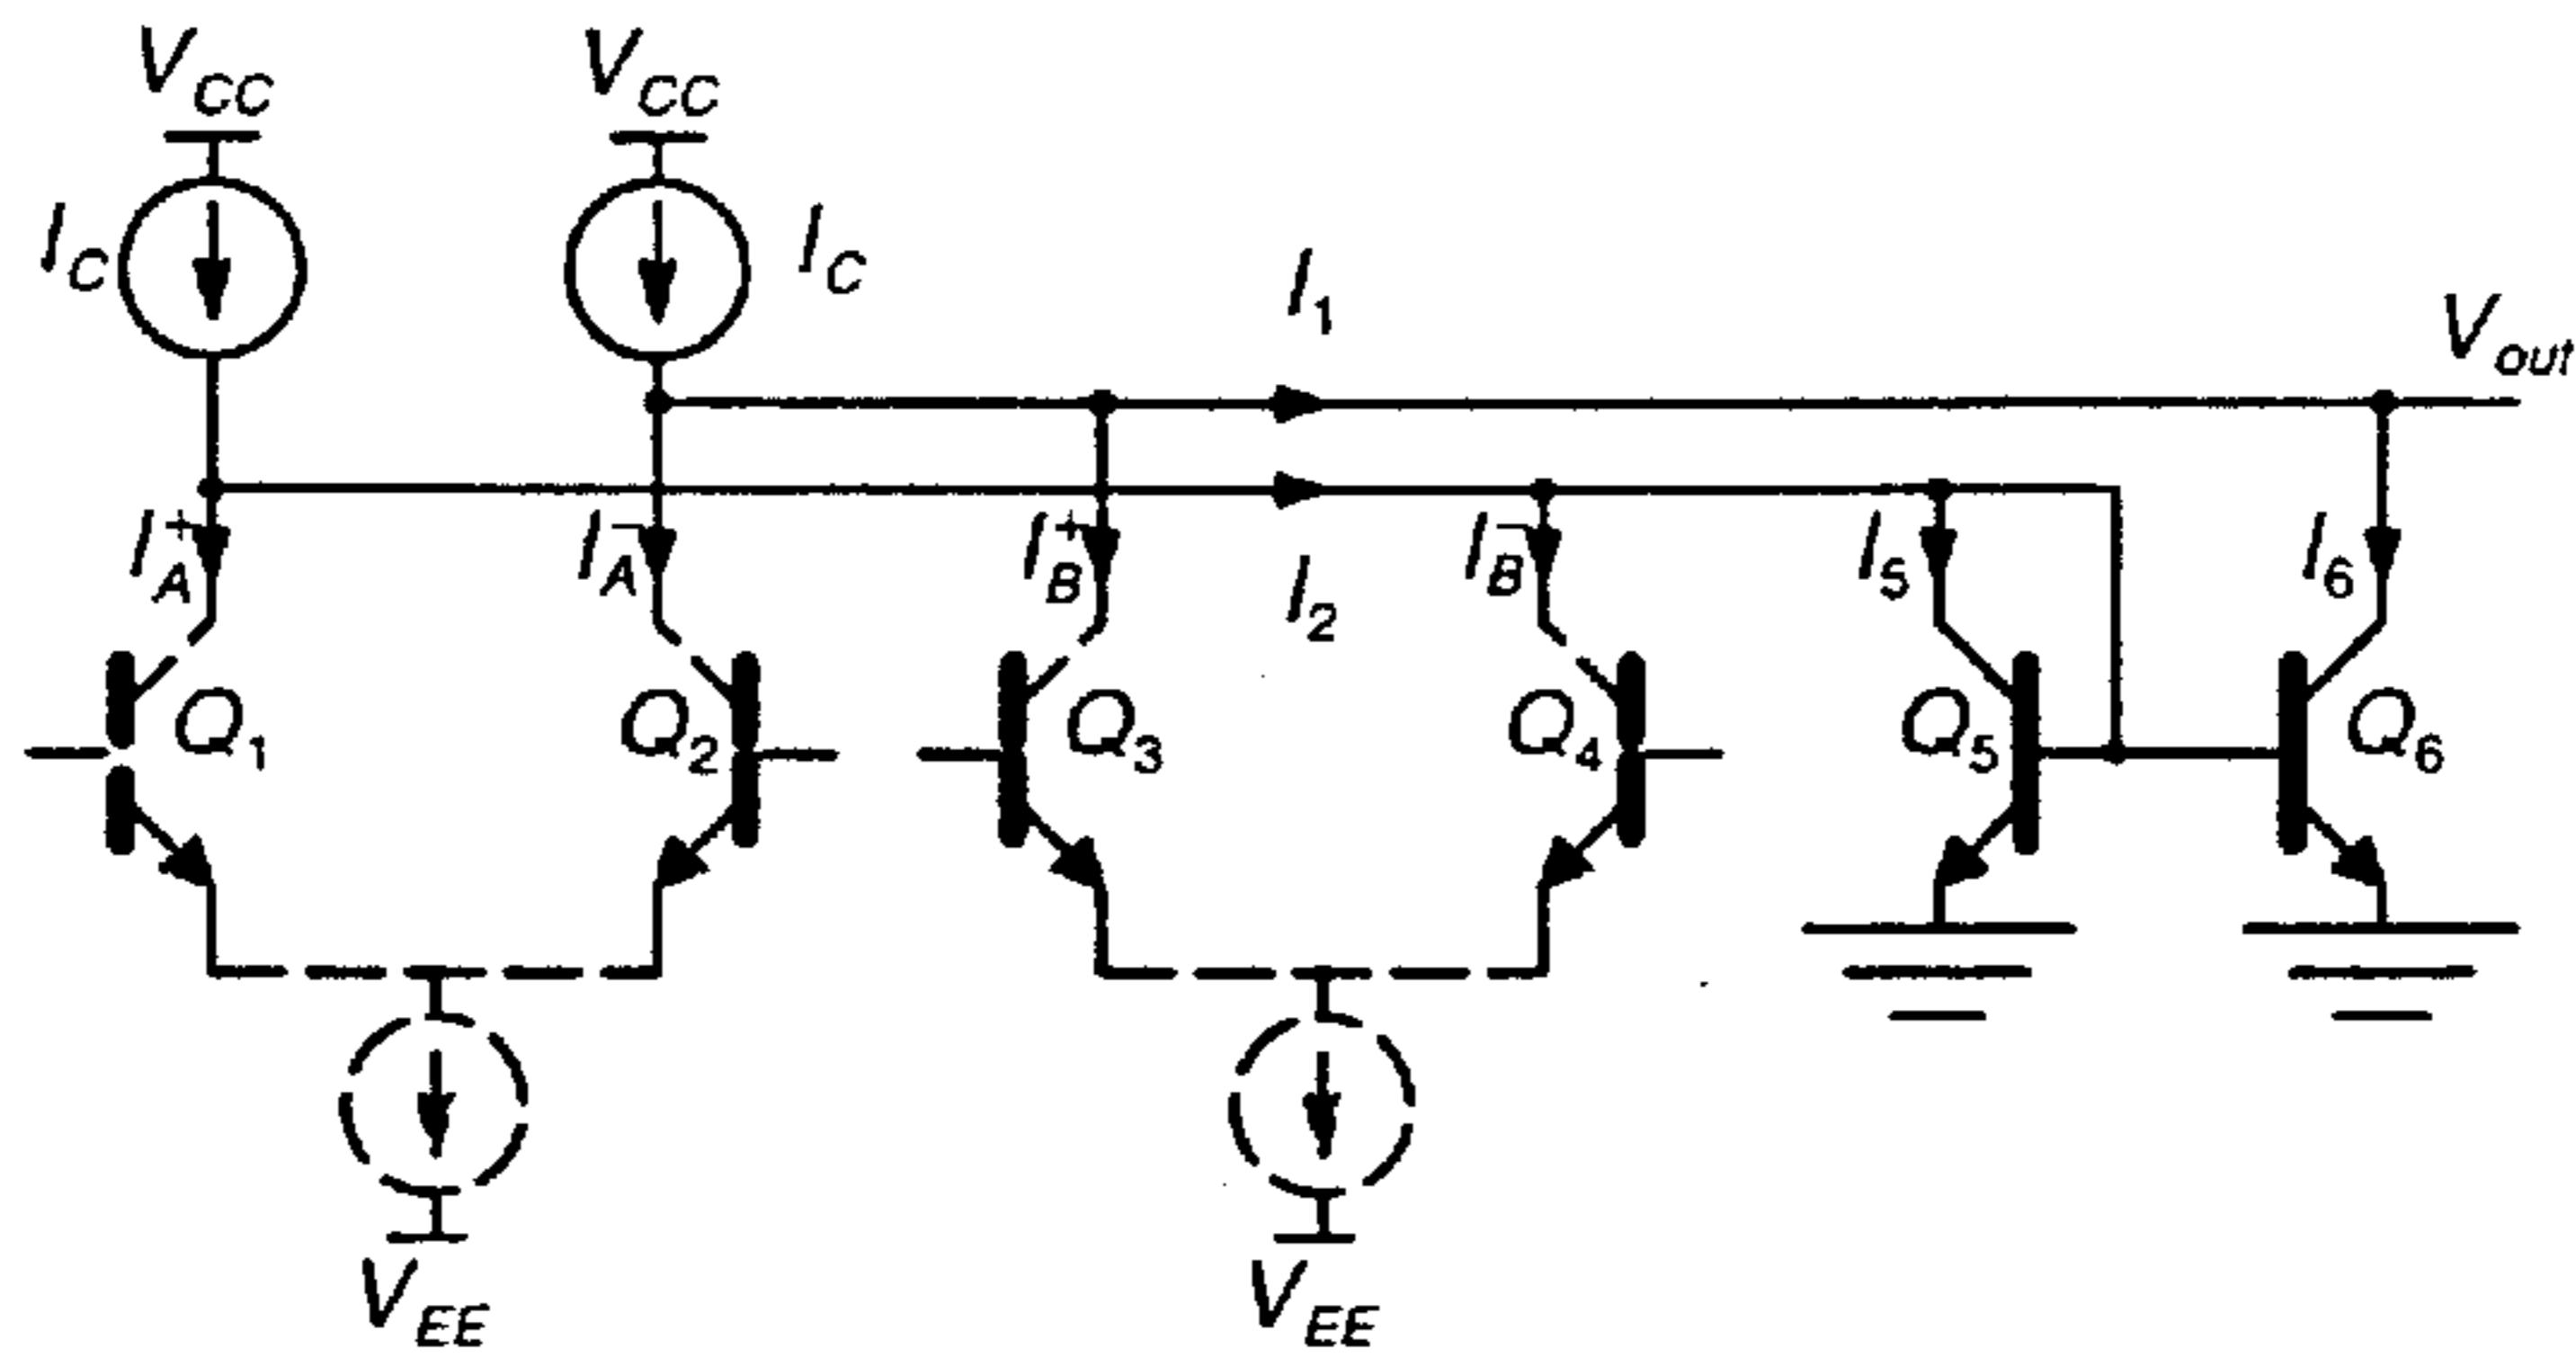 V_CC V_CC
I_C I_C I_1 V_out
I_A^+ I_A^- I_B^+ I_2 I_B^- I_5 I_6
Q_1 Q_2 Q_3 Q_4 Q_5 Q_6
V_EE V_EE